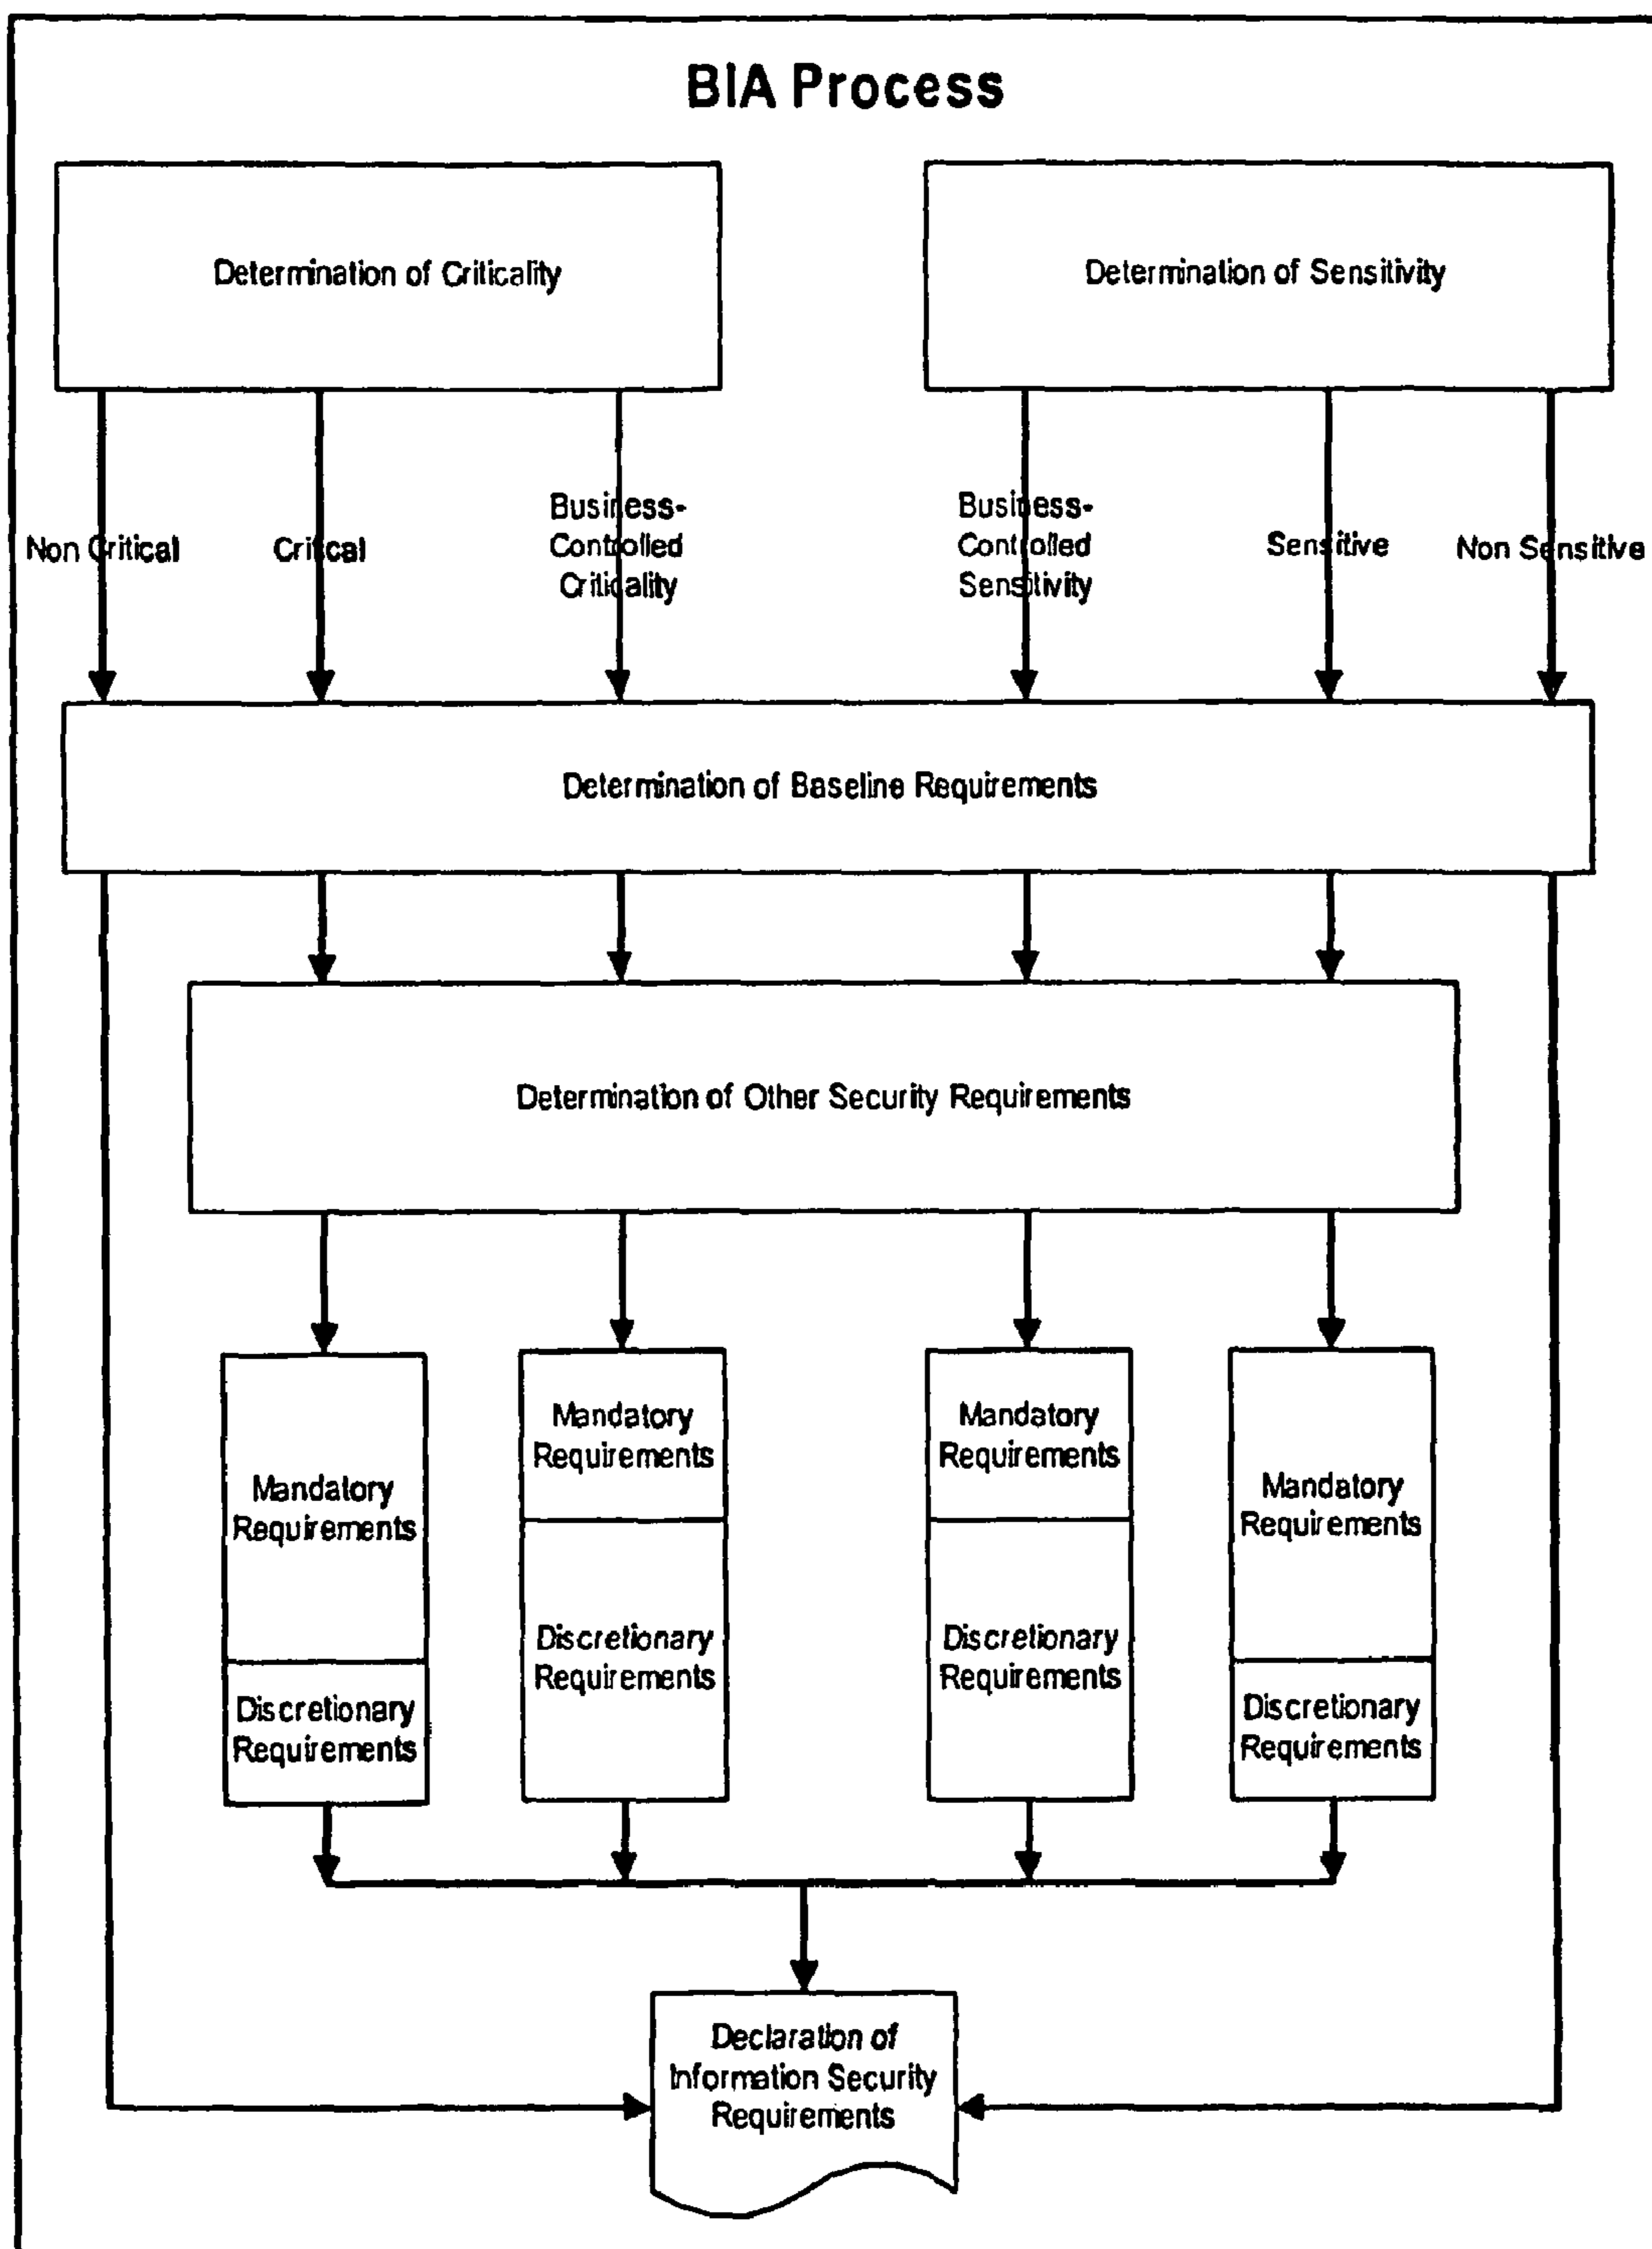 BIA Process
Determination of Criticality
Determination of Sensitivity
Non Critical
Critical
Business-
Controlled
Criticality
Business-
Controlled
Sensitivity
Sensitive
Non Sensitive
Determination of Baseline Requirements
Determination of Other Security Requirements
Mandatory
Requirements
Discretionary
Requirements
Mandatory
Requirements
Discretionary
Requirements
Mandatory
Requirements
Discretionary
Requirements
Mandatory
Requirements
Discretionary
Requirements
Declaration of
Information Security
Requirements